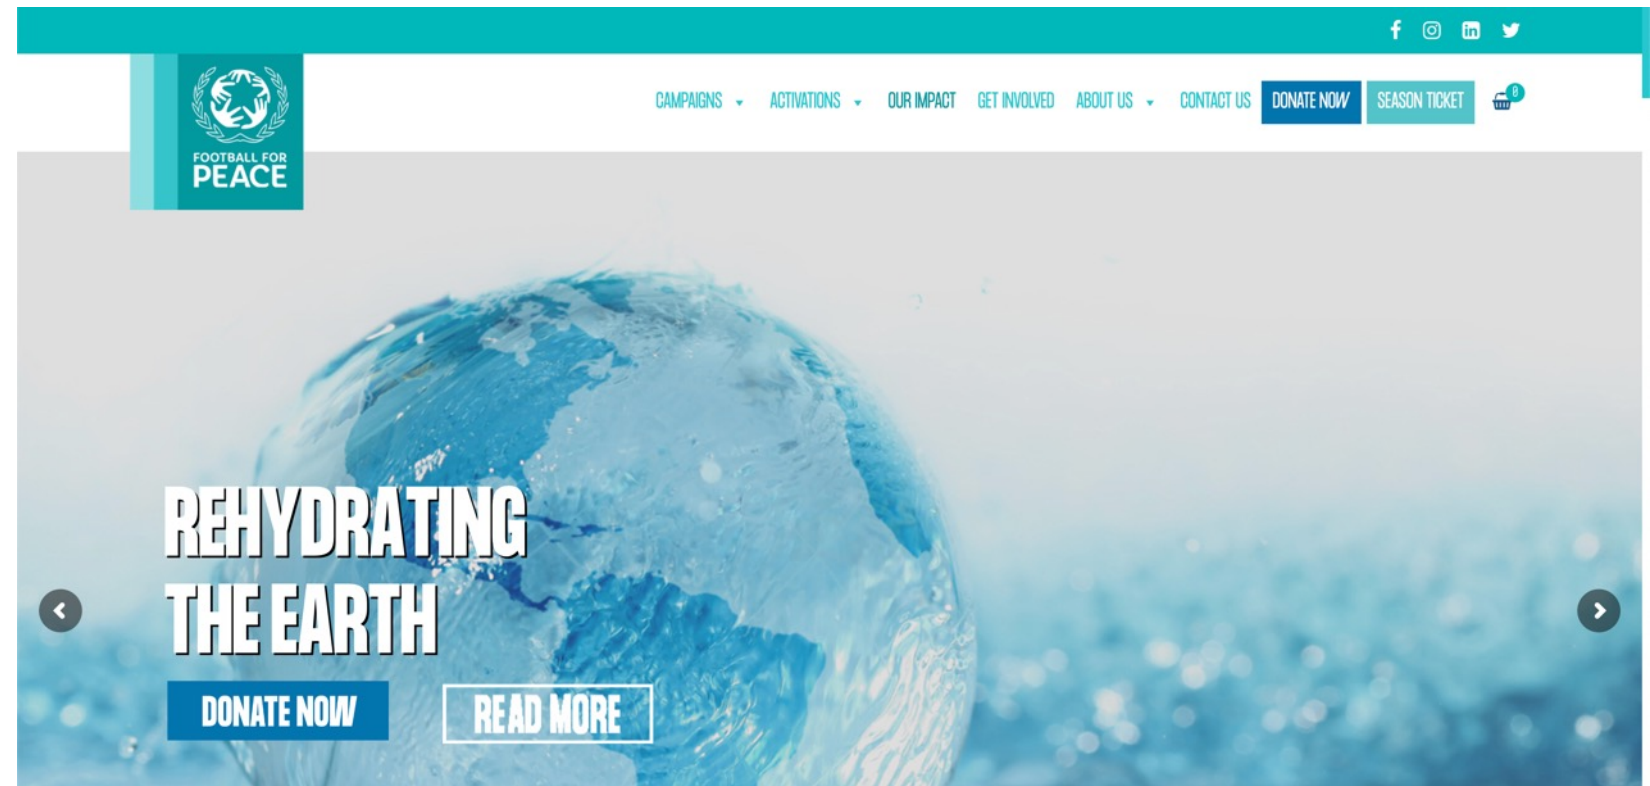 CAMPAIGNS ACTIVATIONS OUR IMPACT GET INVOLVED ABOUT US CONTACT US DONATE NOW SEASON TICKET 0
FOOTBALL FOR
PEACE
REHYDRATING
THE EARTH
DONATE NOW READ MORE